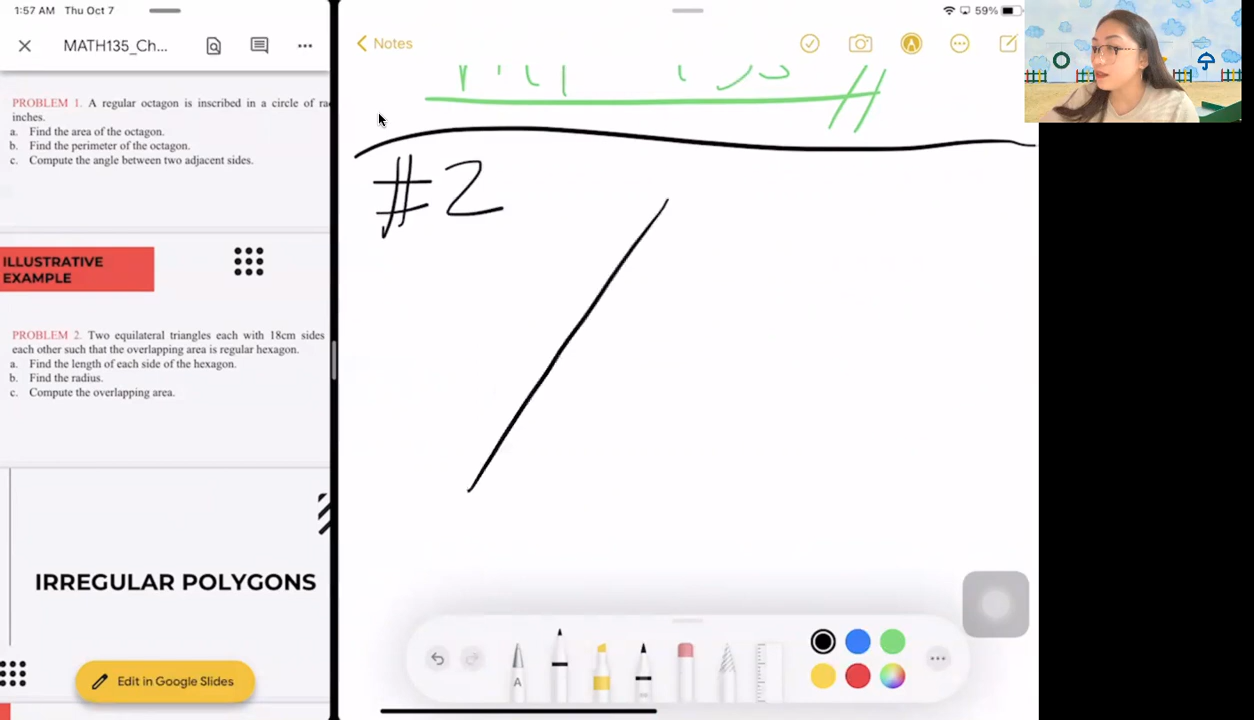 1:57 AM Thu Oct 7
59%
MATH135_Ch...
Notes
PROBLEM 1. A regular octagon is inscribed in a circle of ra
inches.
a. Find the area of the octagon.
b. Find the perimeter of the octagon.
c. Compute the angle between two adjacent sides.
ILLUSTRATIVE
EXAMPLE
PROBLEM 2. Two equilateral triangles each with 18cm sides
each other such that the overlapping area is regular hexagon.
a. Find the length of each side of the hexagon.
b. Find the radius.
c. Compute the overlapping area.
IRREGULAR POLYGONS
Edit in Google Slides
#2
A